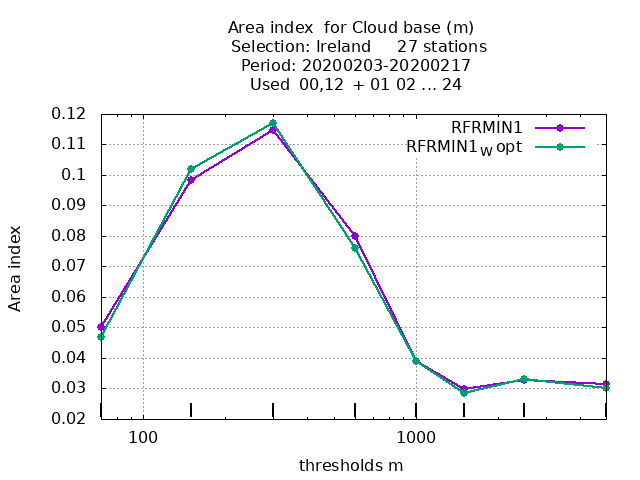 Area index  for Cloud base (m)
Selection: Ireland     27 stations
Period: 20200203-20200217
Used  00,12  + 01 02 ... 24
0.12
0.11
0.1
0.09
0.08
0.07
0.06
0.05
0.04
0.03
0.02
Area index
RFRMIN1
RFRMIN1W opt
100
1000
thresholds m